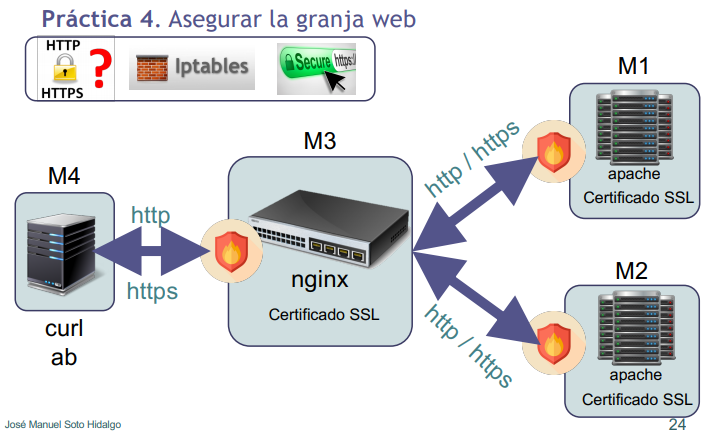 Práctica 4. Asegurar la granja web
HTTP
?
HTTPS
Iptables
Secure https:/
M1
apache
Certificado SSL
M3
nginx
Certificado SSL
M4
curl
ab
http
https
http / https
http / https
M2
apache
Certificado SSL
José Manuel Soto Hidalgo
24